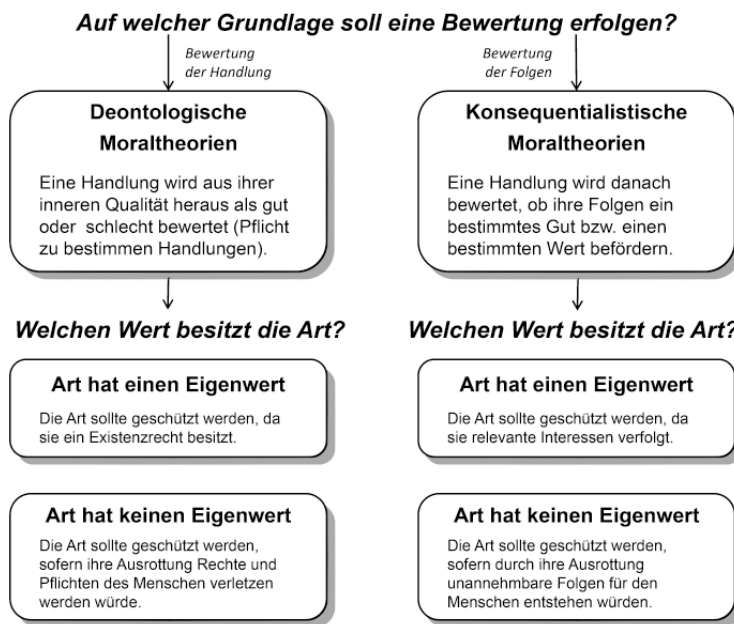 Auf welcher Grundlage soll eine Bewertung erfolgen?
Bewertung
der Handlung
Bewertung
der Folgen
Deontologische
Moraltheorien
Eine Handlung wird aus ihrer
inneren Qualität heraus als gut
oder schlecht bewertet (Pflicht
zu bestimmen Handlungen).
Konsequentialistische
Moraltheorien
Eine Handlung wird danach
bewertet, ob ihre Folgen ein
bestimmtes Gut bzw. einen
bestimmten Wert befördern.
Welchen Wert besitzt die Art?
Welchen Wert besitzt die Art?
Art hat einen Eigenwert
Die Art sollte geschützt werden, da
sie ein Existenzrecht besitzt.
Art hat einen Eigenwert
Die Art sollte geschützt werden, da
sie relevante Interessen verfolgt.
Art hat keinen Eigenwert
Die Art sollte geschützt werden,
sofern ihre Ausrottung Rechte und
Pflichten des Menschen verletzen
werden würde.
Art hat keinen Eigenwert
Die Art sollte geschützt werden,
sofern durch ihre Ausrottung
unannehmbare Folgen für den
Menschen entstehen würden.